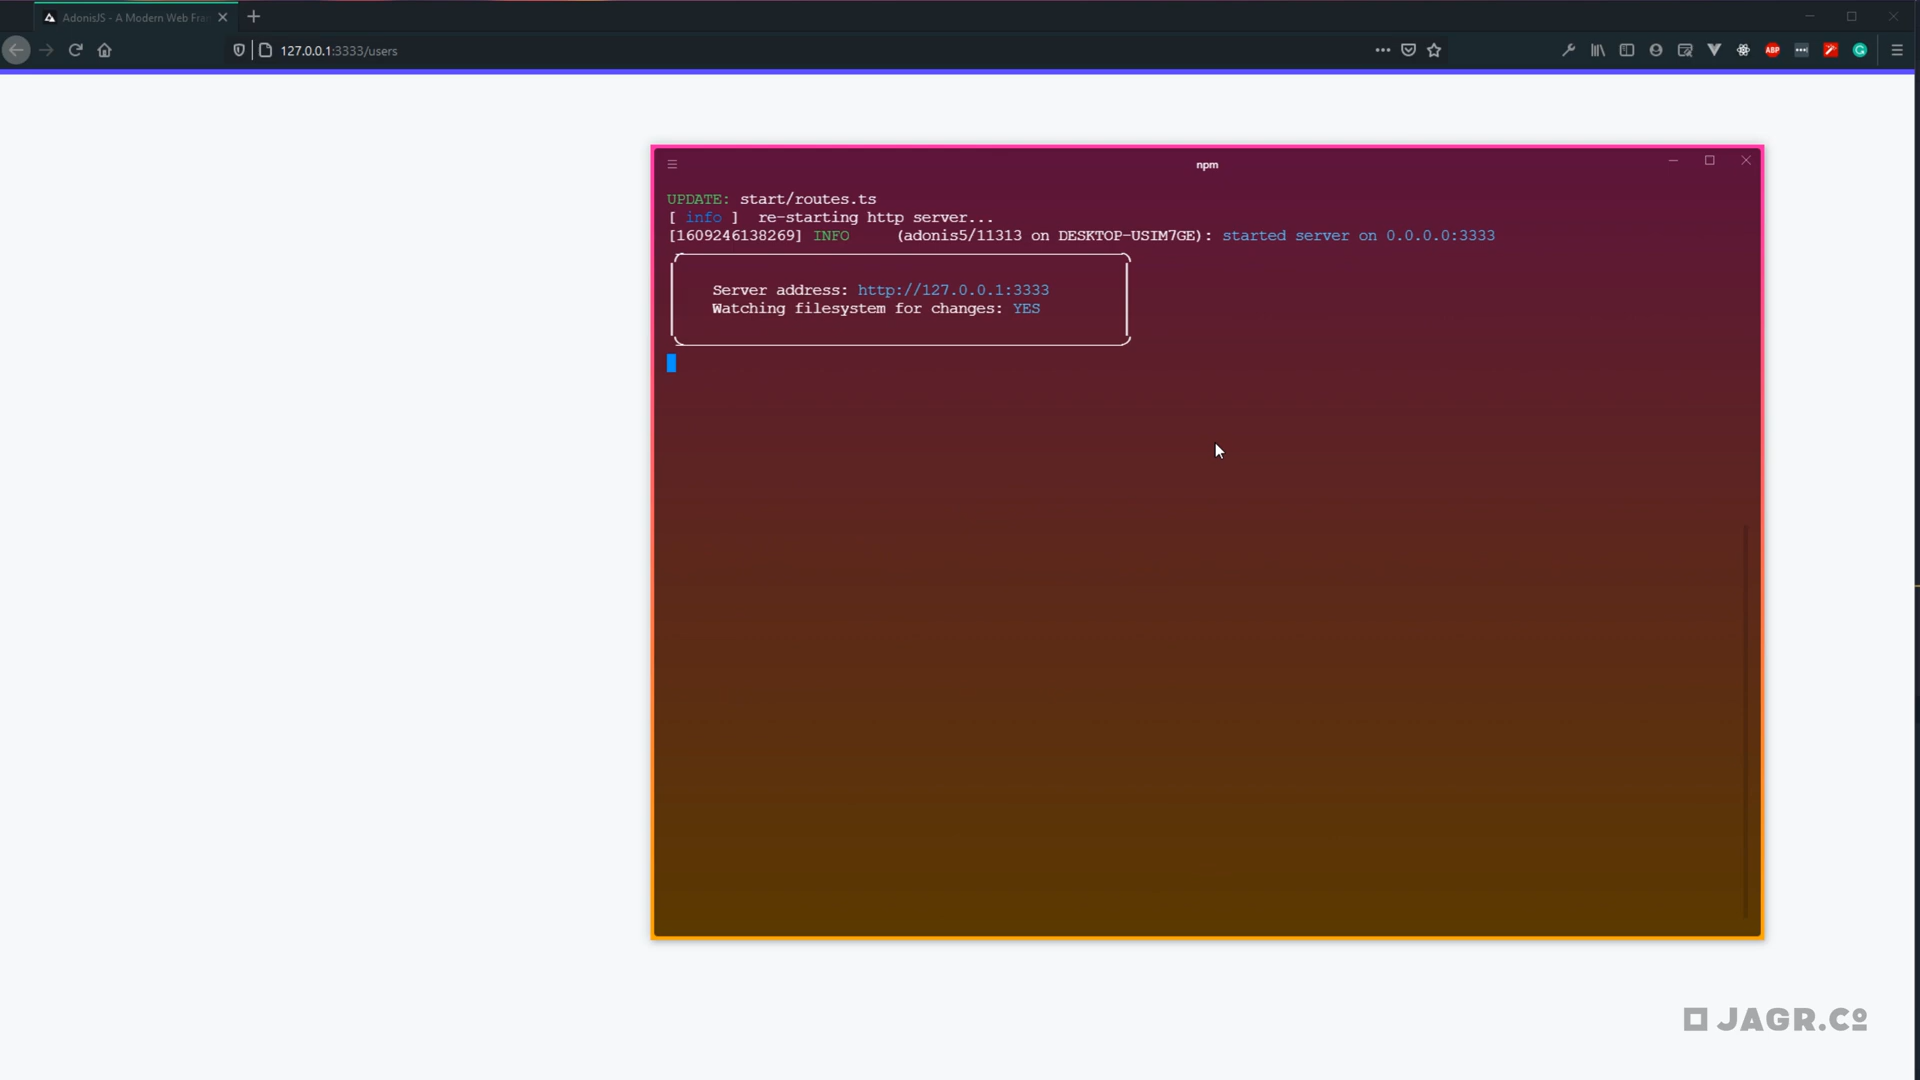 AdonisJS - A Modern Web Fra
127.0.0.1:3333/users
ABP
npm
UPDATE: start/routes.ts
[ info ]  re-starting http server...
[1609246138269] INFO     (adonis5/11313 on DESKTOP-USIM7GE): started server on 0.0.0.0:3333
Server address: http://127.0.0.1:3333
Watching filesystem for changes: YES
JAGR.Co